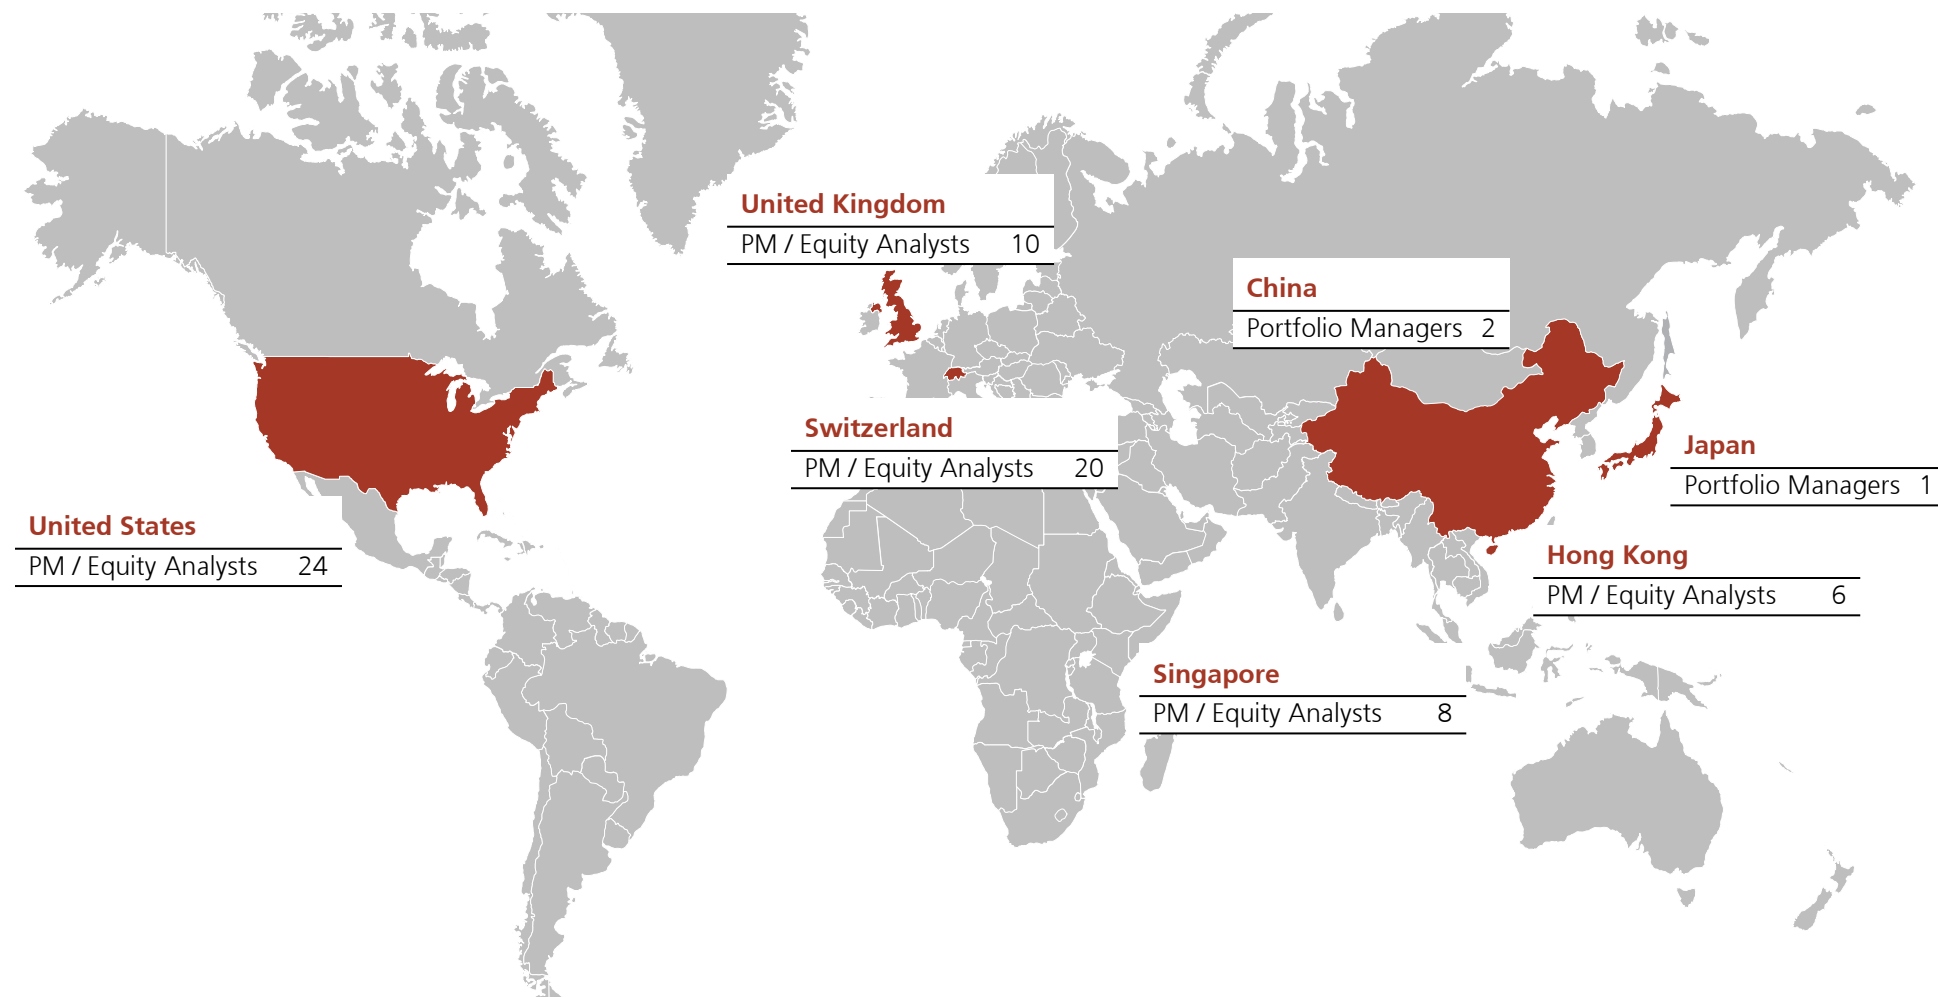 United Kingdom
PM / Equity Analysts 10
China
Portfolio Managers 2
Switzerland
PM / Equity Analysts 20
Japan
Portfolio Managers 1
United States
PM / Equity Analysts 24
Hong Kong
PM / Equity Analysts 6
Singapore
PM / Equity Analysts 8